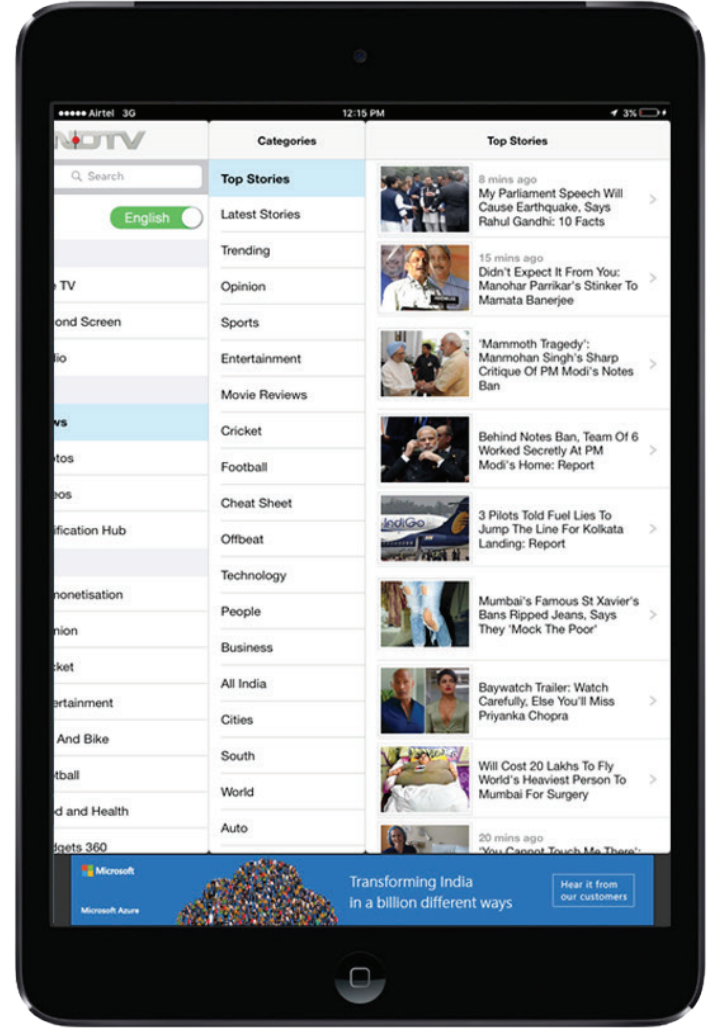 Airtel 3G
12:15 PM
3%
NDTV
Categories
Top Stories
Search
English
TV
ond Screen
lio
ws
otos
eos
ification Hub
nonetisation
nion
cket
ertainment
And Bike
otball
d and Health
dgets 360
Top Stories
Latest Stories
Trending
Opinion
Sports
Entertainment
Movie Reviews
Cricket
Football
Cheat Sheet
Offbeat
Technology
People
Business
All India
Cities
South
World
Auto
8 mins ago
My Parliament Speech Will
Cause Earthquake, Says
Rahul Gandhi: 10 Facts
15 mins ago
Didn't Expect It From You:
Manohar Parrikar's Stinker To
Mamata Banerjee
'Mammoth Tragedy':
Manmohan Singh's Sharp
Critique Of PM Modi's Notes
Ban
Behind Notes Ban, Team Of 6
Worked Secretly At PM
Modi's Home: Report
IndiGo
3 Pilots Told Fuel Lies To
Jump The Line For Kolkata
Landing: Report
Mumbai's Famous St Xavier's
Bans Ripped Jeans, Says
They 'Mock The Poor'
Baywatch Trailer: Watch
Carefully, Else You'll Miss
Priyanka Chopra
Will Cost 20 Lakhs To Fly
World's Heaviest Person To
Mumbai For Surgery
20 mins ago
'You Cannot Touch Me There':
Microsoft
Microsoft Azure
Transforming India
in a billion different ways
Hear it from
our customers